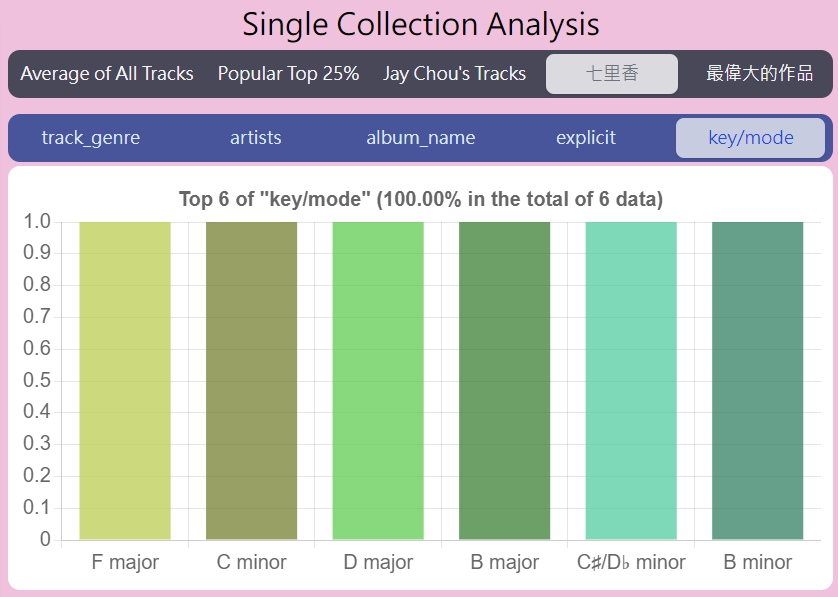 Single Collection Analysis
Average of All Tracks Popular Top 25% Jay Chou's Tracks 七里香 最偉大的作品
track_genre artists album_name explicit key/mode
Top 6 of "key/mode" (100.00% in the total of 6 data)
1.0
0.9
0.8
0.7
0.6
0.5
0.4
0.3
0.2
0.1
0
F major C minor D major B major C♯/D♭ minor B minor